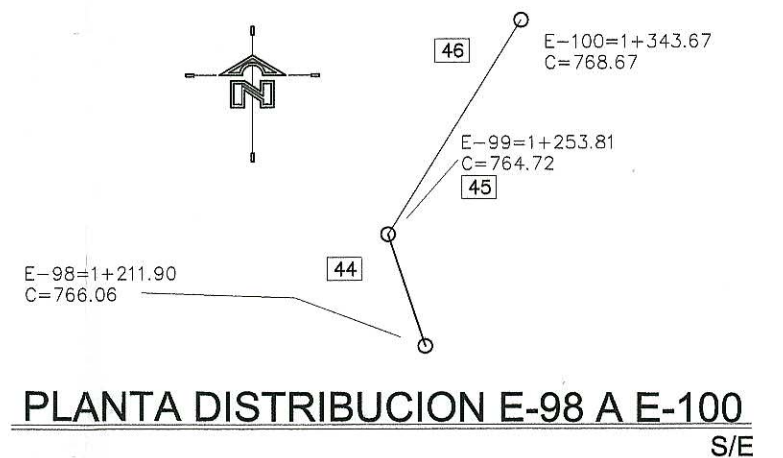 46
E-100=1+343.67
C=768.67
N
E-99=1+253.81
C=764.72
45
44
E-98=1+211.90
C=766.06
PLANTA DISTRIBUCION E-98 A E-100
S/E